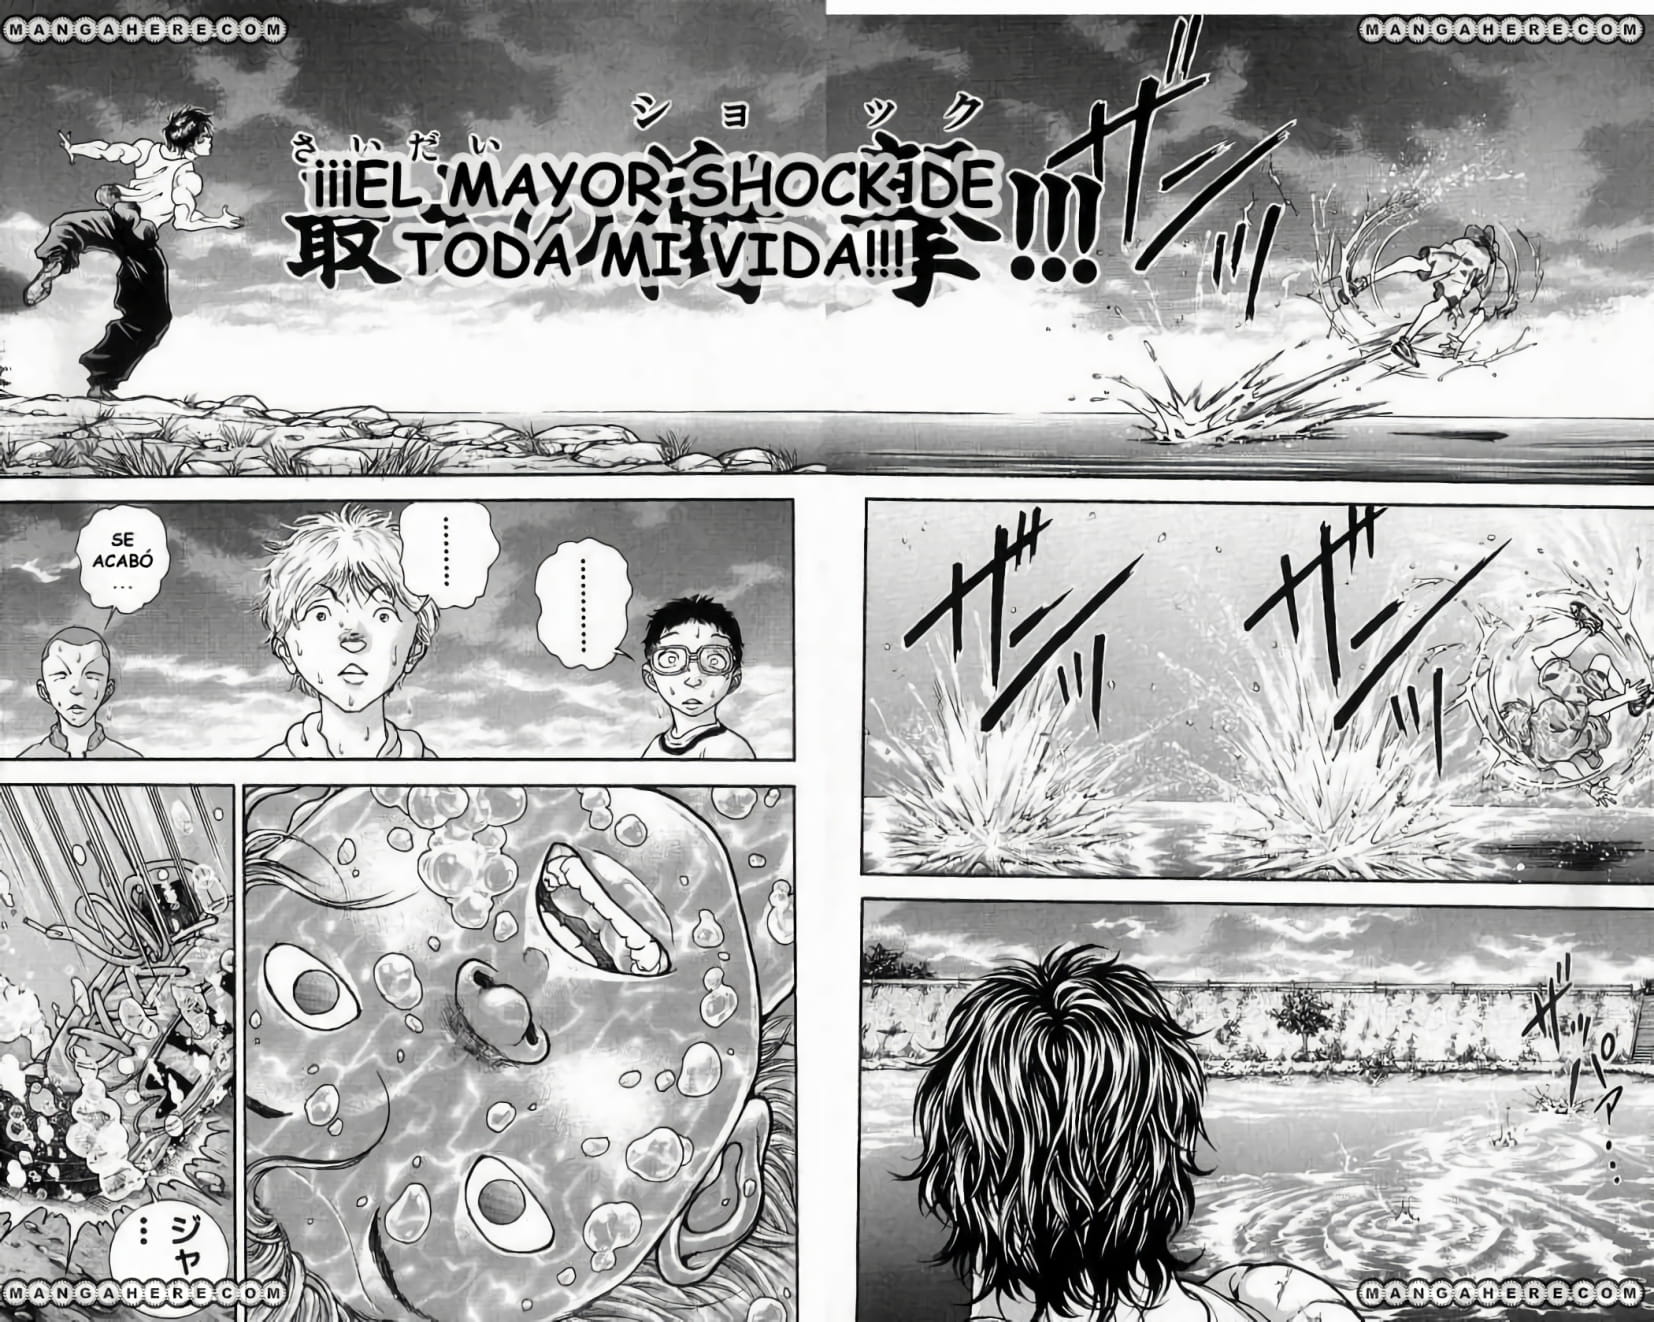 MANGAHERE.COM
MANGAHERE.COM
ショック
さいだい
¡¡¡EL MAYOR SHOCK DE
TODA MI VIDA!!!
!!!
ザンッ
ザンッ
ザンッ
ザッ
パァ・・・
SE
ACABÓ
...
・・・・・・・・
・・・・・・・・・・
ジャ
・・・
MANGAHERE.COM
MANGAHERE.COM